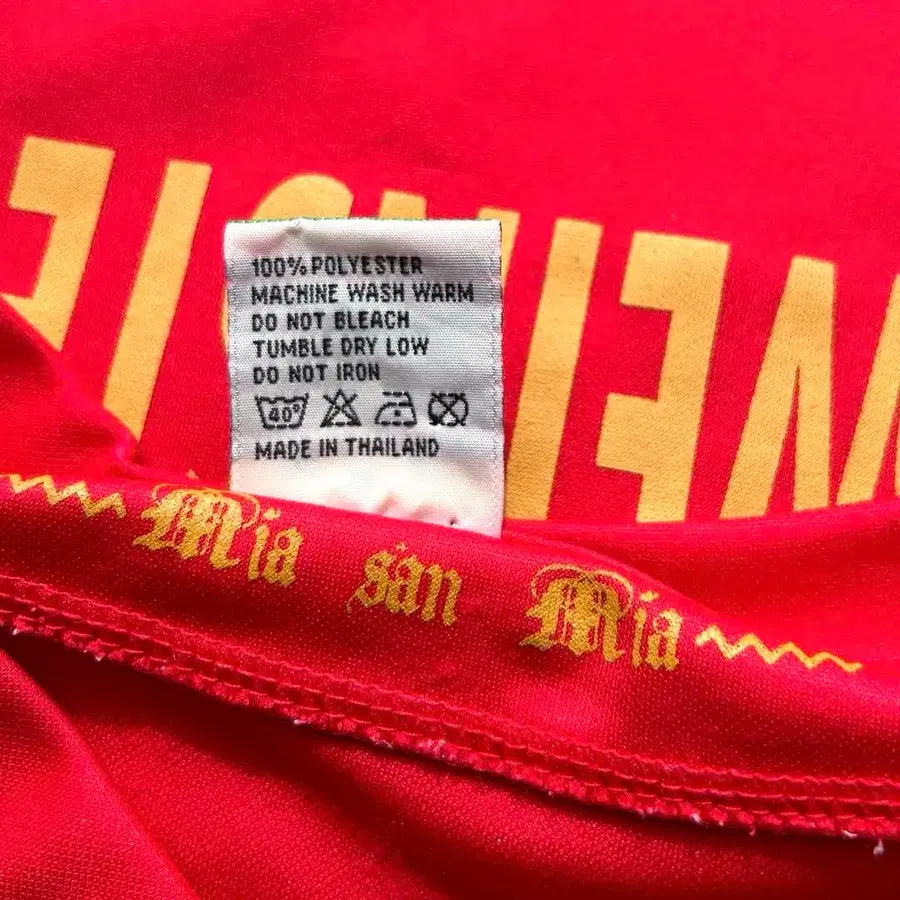 100% POLYESTER
MACHINE WASH WARM
DO NOT BLEACH
TUMBLE DRY LOW
DO NOT IRON
40°
MADE IN THAILAND
Mia san Mia